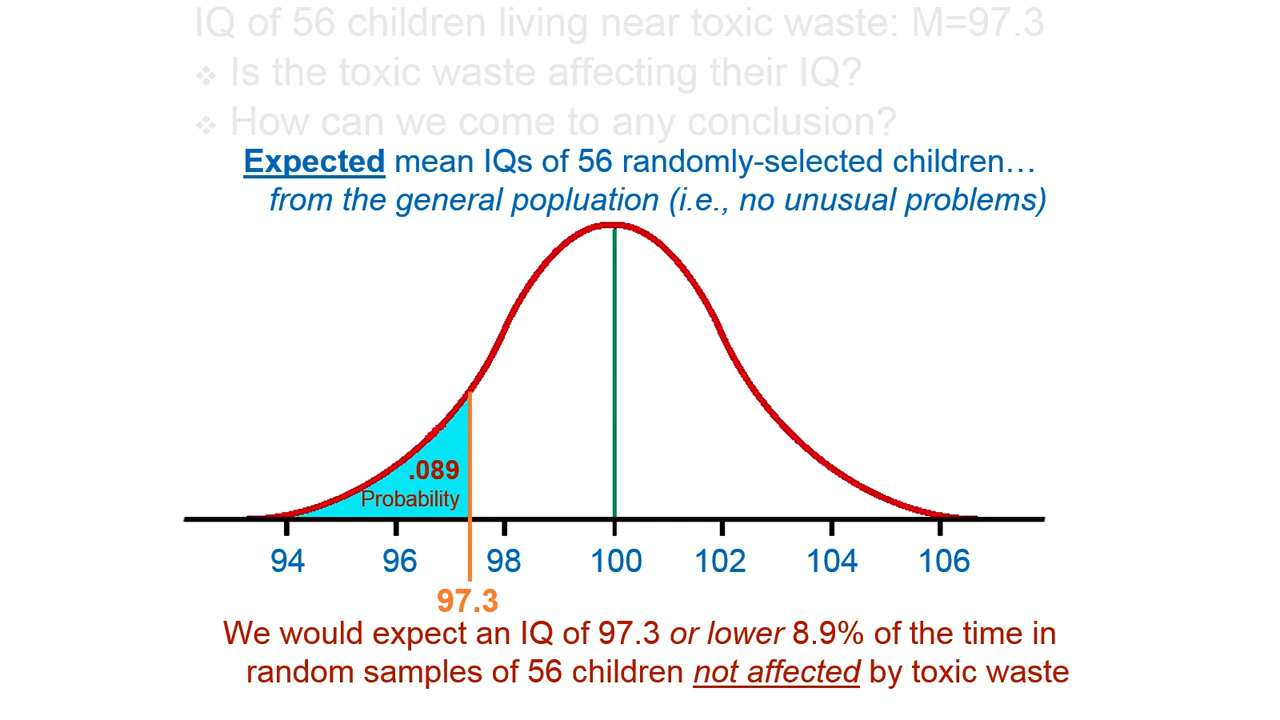 IQ of 56 children living near toxic waste: M=97.3
❖ Is the toxic waste affecting their IQ?
❖ How can we come to any conclusion?
Expected mean IQs of 56 randomly-selected children…
from the general popluation (i.e., no unusual problems)
.089
Probability
94 96 98 100 102 104 106
97.3
We would expect an IQ of 97.3 or lower 8.9% of the time in
random samples of 56 children not affected by toxic waste